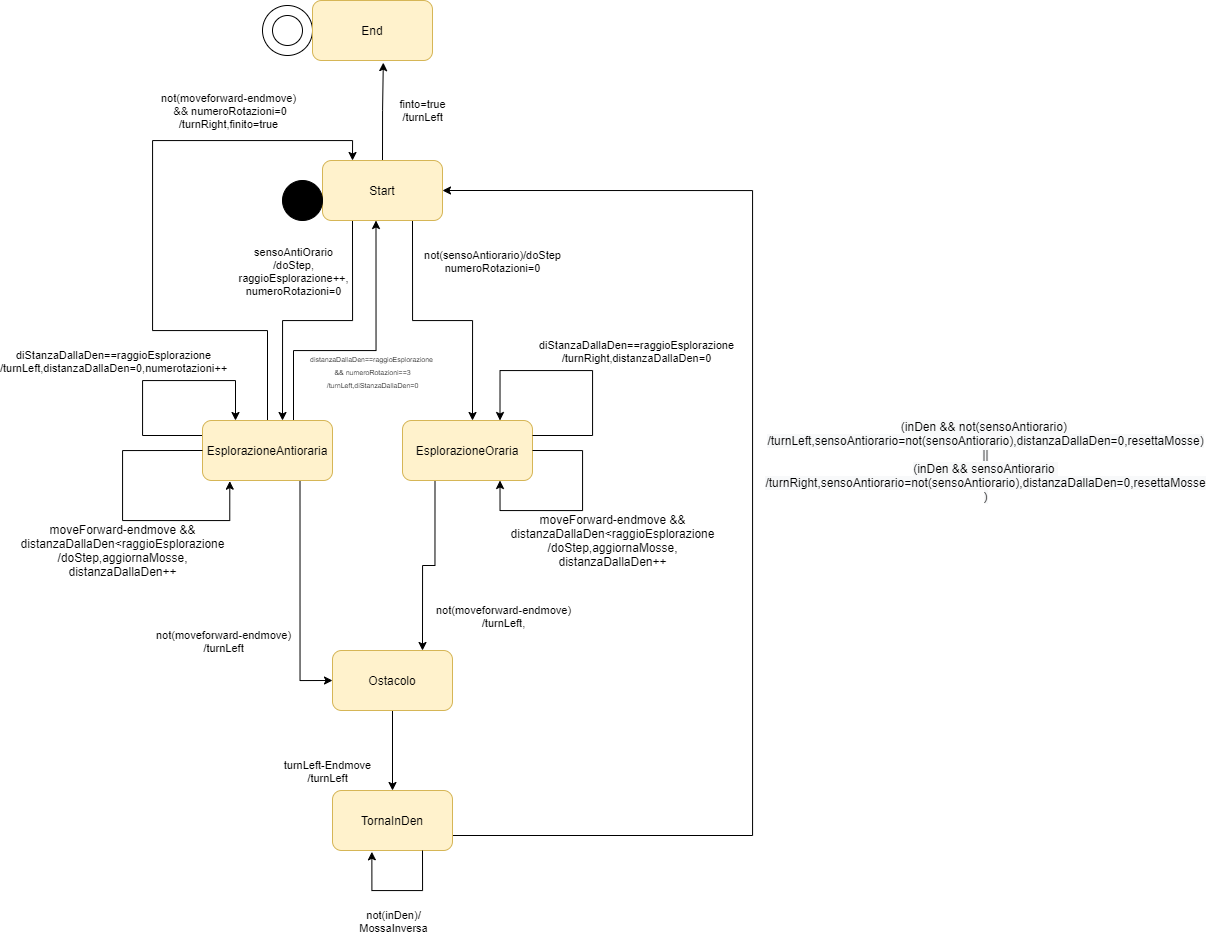 End
not(moveforward-endmove)
&& numeroRotazioni=0
/turnRight,finito=true
finto=true
/turnLeft
Start
sensoAntiOrario
/doStep,
raggioEsplorazione++,
numeroRotazioni=0
not(sensoAntiorario)/doStep
numeroRotazioni=0
diStanzaDallaDen==raggioEsplorazione
/turnLeft,distanzaDallaDen=0,numerotazioni++
distanzaDallaDen==raggioEsplorazione
&& numeroRotazioni==3
/turnLeft,diStanzaDallaDen=0
diStanzaDallaDen==raggioEsplorazione
/turnRight,distanzaDallaDen=0
EsplorazioneAntioraria
EsplorazioneOraria
(inDen && not(sensoAntiorario)
/turnLeft,sensoAntiorario=not(sensoAntiorario),distanzaDallaDen=0,resettaMosse)
||
(inDen && sensoAntiorario
/turnRight,sensoAntiorario=not(sensoAntiorario),distanzaDallaDen=0,resettaMosse
)
moveForward-endmove &&
distanzaDallaDen<raggioEsplorazione
/doStep,aggiornaMosse,
distanzaDallaDen++
moveForward-endmove &&
distanzaDallaDen<raggioEsplorazione
/doStep,aggiornaMosse,
distanzaDallaDen++
not(moveforward-endmove)
/turnLeft
not(moveforward-endmove)
/turnLeft,
Ostacolo
turnLeft-Endmove
/turnLeft
TornaInDen
not(inDen)/
MossaInversa